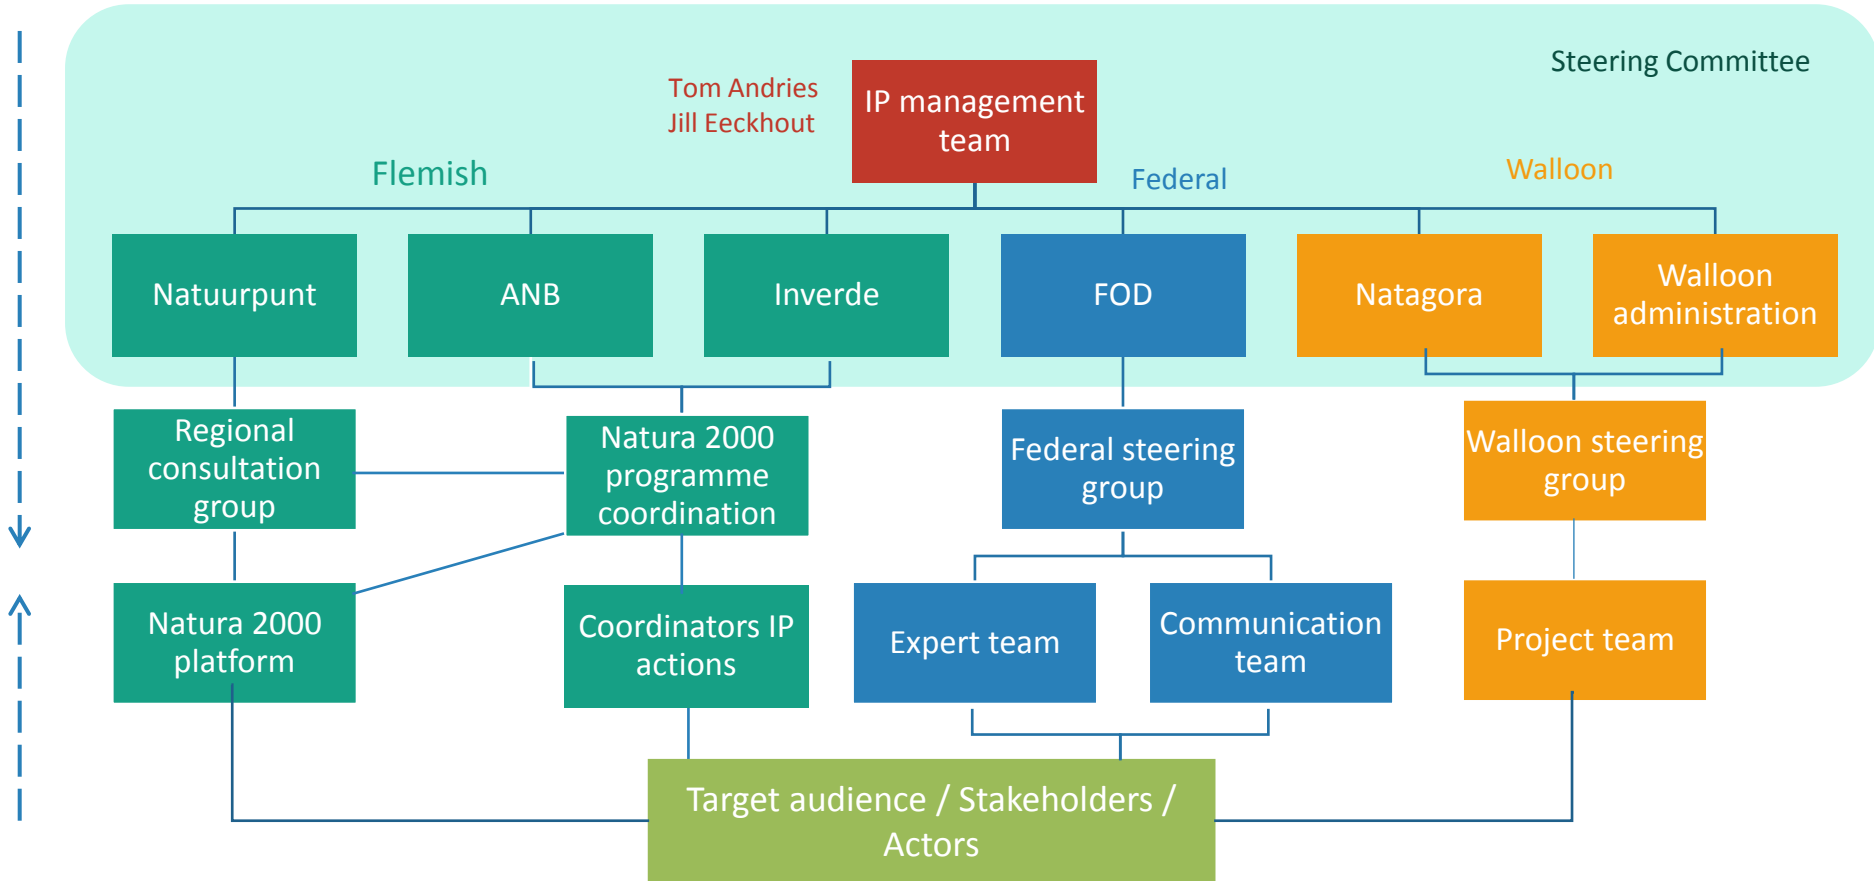 Steering Committee
Tom Andries
Jill Eeckhout
IP management
team
Flemish
Federal
Walloon
Natuurpunt
ANB
Inverde
FOD
Natagora
Walloon
administration
Regional
consultation
group
Natura 2000
programme
coordination
Federal steering
group
Walloon steering
group
Natura 2000
platform
Coordinators IP
actions
Expert team
Communication
team
Project team
Target audience / Stakeholders /
Actors